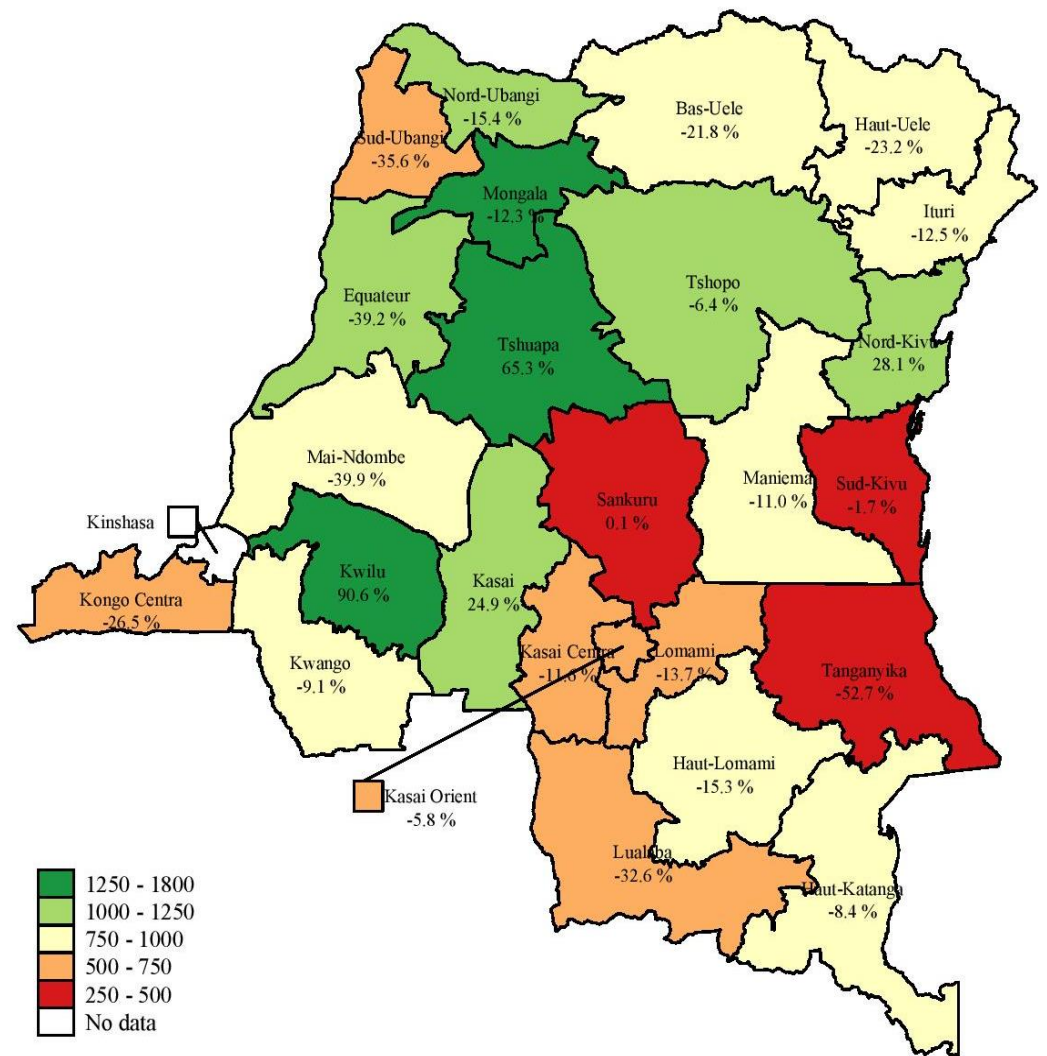 Nord-Ubangi
-15.4 %
Bas-Uele
-21.8 %
Haut-Uele
-23.2 %
Sud-Ubangi
-35.6 %
Mongala
-12.3 %
Ituri
-12.5 %
Equateur
-39.2 %
Tshopo
-6.4 %
Tshuapa
65.3 %
Nord-Kivu
28.1 %
Mai-Ndombe
-39.9 %
Sankuru
0.1 %
Maniema
-11.0 %
Sud-Kivu
-1.7 %
Kinshasa
Kwilu
90.6 %
Kasai
24.9 %
Kongo Centra
-26.5 %
Kwango
-9.1 %
Kasai Centra
-11.8 %
Lomami
-13.7 %
Tanganyika
-52.7 %
Haut-Lomami
-15.3 %
Kasai Orient
-5.8 %
Lualaba
-32.6 %
Haut-Katanga
-8.4 %
1250 - 1800
1000 - 1250
750 - 1000
500 - 750
250 - 500
No data